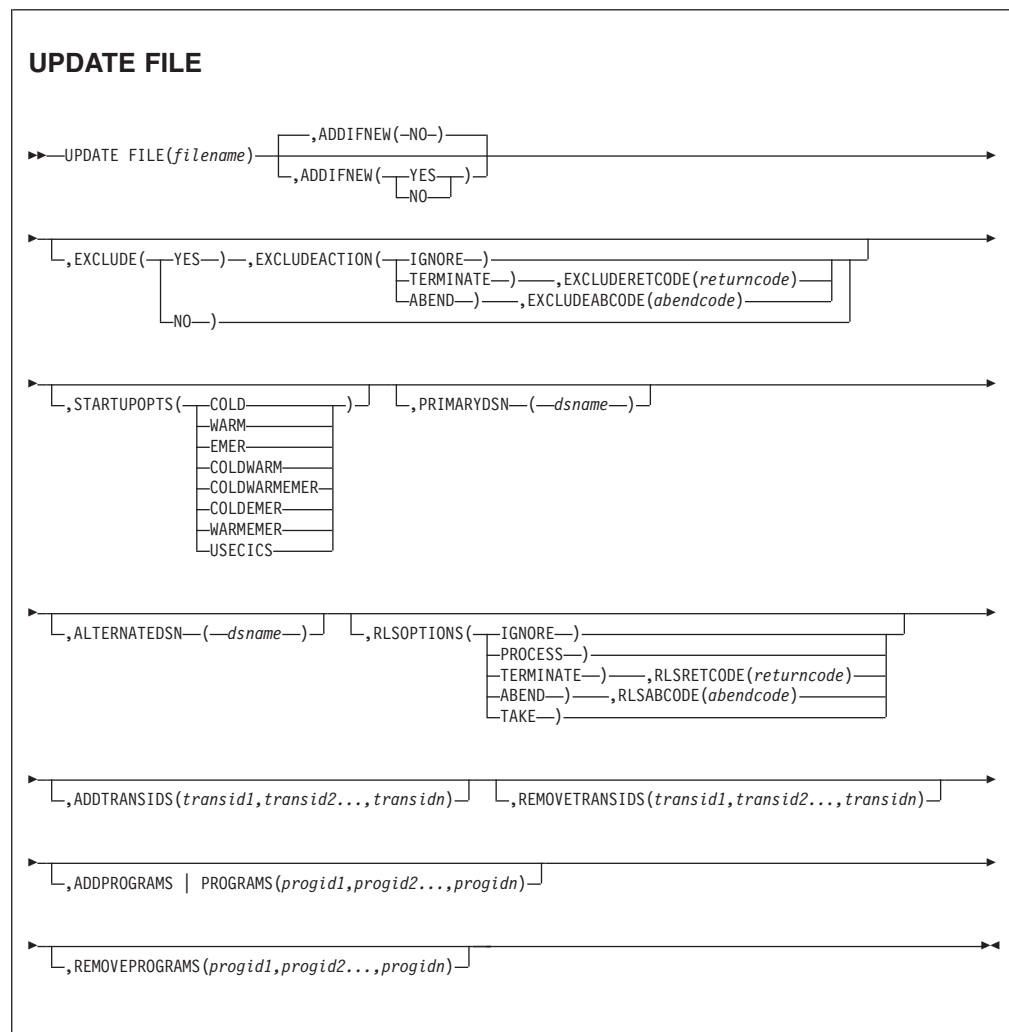 UPDATE FILE
,ADDIFNEW(NO)
UPDATE FILE(filename)
,ADDIFNEW( YES )
NO
,EXCLUDE( YES ) ,EXCLUDEACTION( IGNORE )
TERMINATE ) ,EXCLUDERETCODE(returncode)
ABEND ) ,EXCLUDEABCODE(abendcode)
NO )
,STARTUPOPTS( COLD ) ,PRIMARYDSN ( dsname )
WARM
EMER
COLDWARM
COLDWARMEMER
COLDEMER
WARMEMER
USECICS
,ALTERNATEDSN ( dsname ) ,RLSOPTIONS( IGNORE )
PROCESS )
TERMINATE ) ,RLSRETCODE(returncode)
ABEND ) ,RLSABCODE(abendcode)
TAKE )
,ADDTRANSIDS(transid1,transid2...,transidn) ,REMOVETRANSIDS(transid1,transid2...,transidn)
,ADDPROGRAMS | PROGRAMS(progid1,progid2...,progidn)
,REMOVEPROGRAMS(progid1,progid2...,progidn)